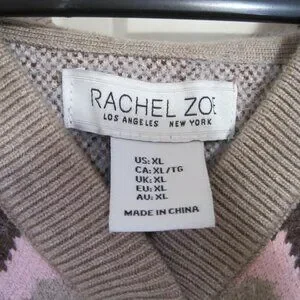 RACHEL ZOE
LOS ANGELES NEW YORK
US: XL
CA: XL/TG
UK: XL
EU: XL
AU: XL
MADE IN CHINA